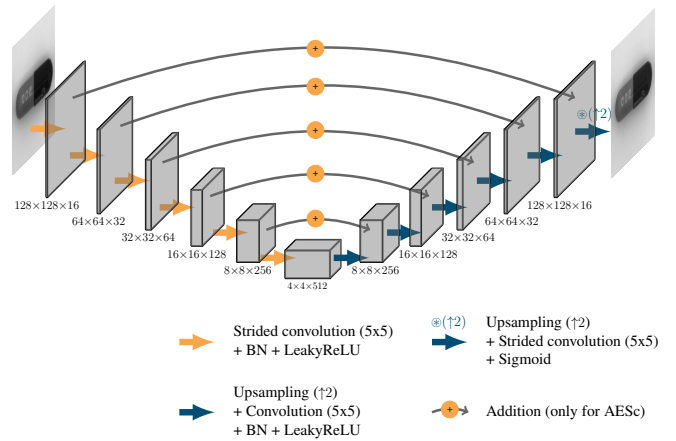 +
+
+
+
+
⊛(↑2)
128×128×16
64×64×32
32×32×64
16×16×128
8×8×256
4×4×512
8×8×256
16×16×128
32×32×64
64×64×32
128×128×16
Strided convolution (5x5)
+ BN + LeakyReLU
⊛(↑2)
Upsampling (↑2)
+ Strided convolution (5x5)
+ Sigmoid
Upsampling (↑2)
+ Convolution (5x5)
+ BN + LeakyReLU
+
Addition (only for AESc)